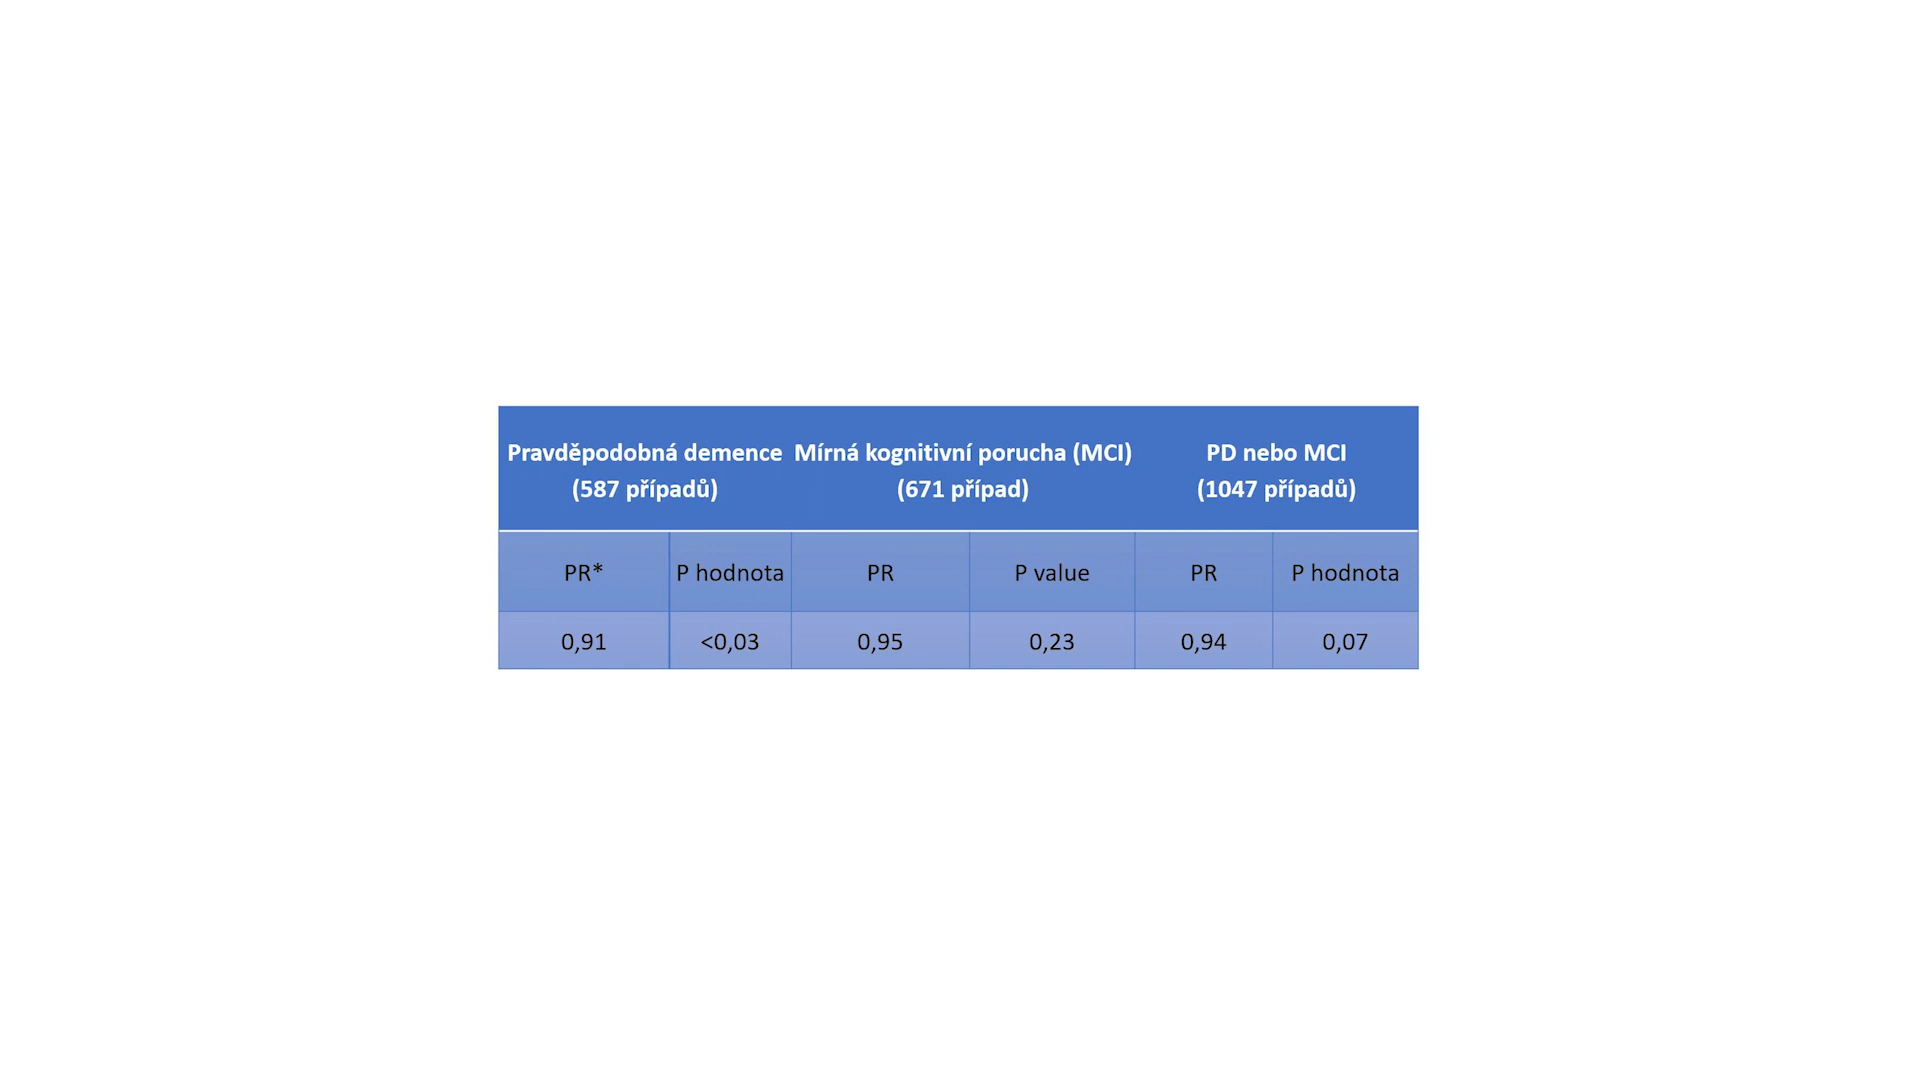 Pravděpodobná demence Mírná kognitivní porucha (MCI) PD nebo MCI
(587 případů) (671 případ) (1047 případů)
PR* P hodnota PR P value PR P hodnota
0,91 <0,03 0,95 0,23 0,94 0,07